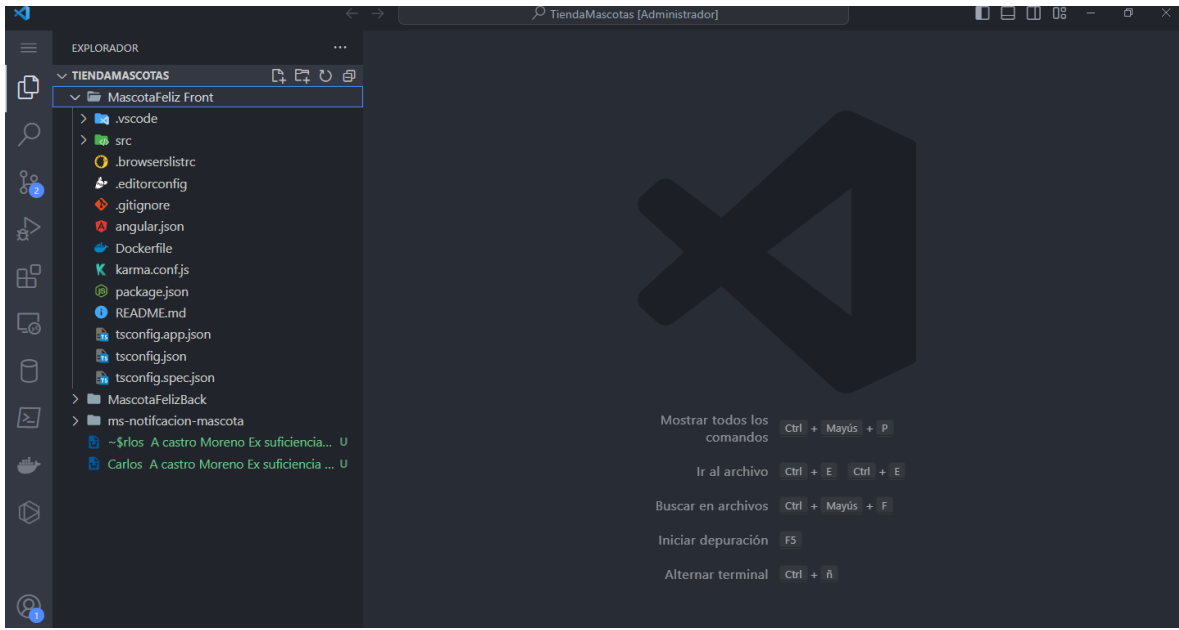 TiendaMascotas [Administrador]
EXPLORADOR
TIENDAMASCOTAS
MascotaFeliz Front
.vscode
src
.browserslistrc
.editorconfig
.gitignore
angular.json
Dockerfile
karma.conf.js
package.json
README.md
tsconfig.app.json
tsconfig.json
tsconfig.spec.json
MascotaFelizBack
ms-notifcacion-mascota
~$rlos A castro Moreno Ex suficiencia... U
Carlos A castro Moreno Ex suficiencia ... U
2
1
Mostrar todos los
comandos Ctrl + Mayús + P
Ir al archivo Ctrl + E Ctrl + E
Buscar en archivos Ctrl + Mayús + F
Iniciar depuración F5
Alternar terminal Ctrl + ñ